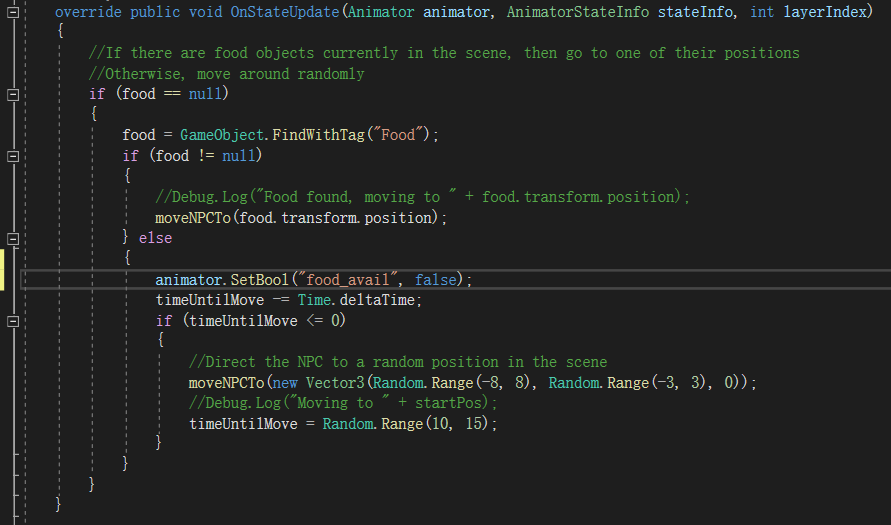 override public void OnStateUpdate(Animator animator, AnimatorStateInfo stateInfo, int layerIndex)
{
//If there are food objects currently in the scene, then go to one of their positions
//Otherwise, move around randomly
if (food == null)
{
food = GameObject.FindWithTag("Food");
if (food != null)
{
//Debug.Log("Food found, moving to " + food.transform.position);
moveNPCTo(food.transform.position);
} else
{
animator.SetBool("food_avail", false);
timeUntilMove -= Time.deltaTime;
if (timeUntilMove <= 0)
{
//Direct the NPC to a random position in the scene
moveNPCTo(new Vector3(Random.Range(-8, 8), Random.Range(-3, 3), 0));
//Debug.Log("Moving to " + startPos);
timeUntilMove = Random.Range(10, 15);
}
}
}
}